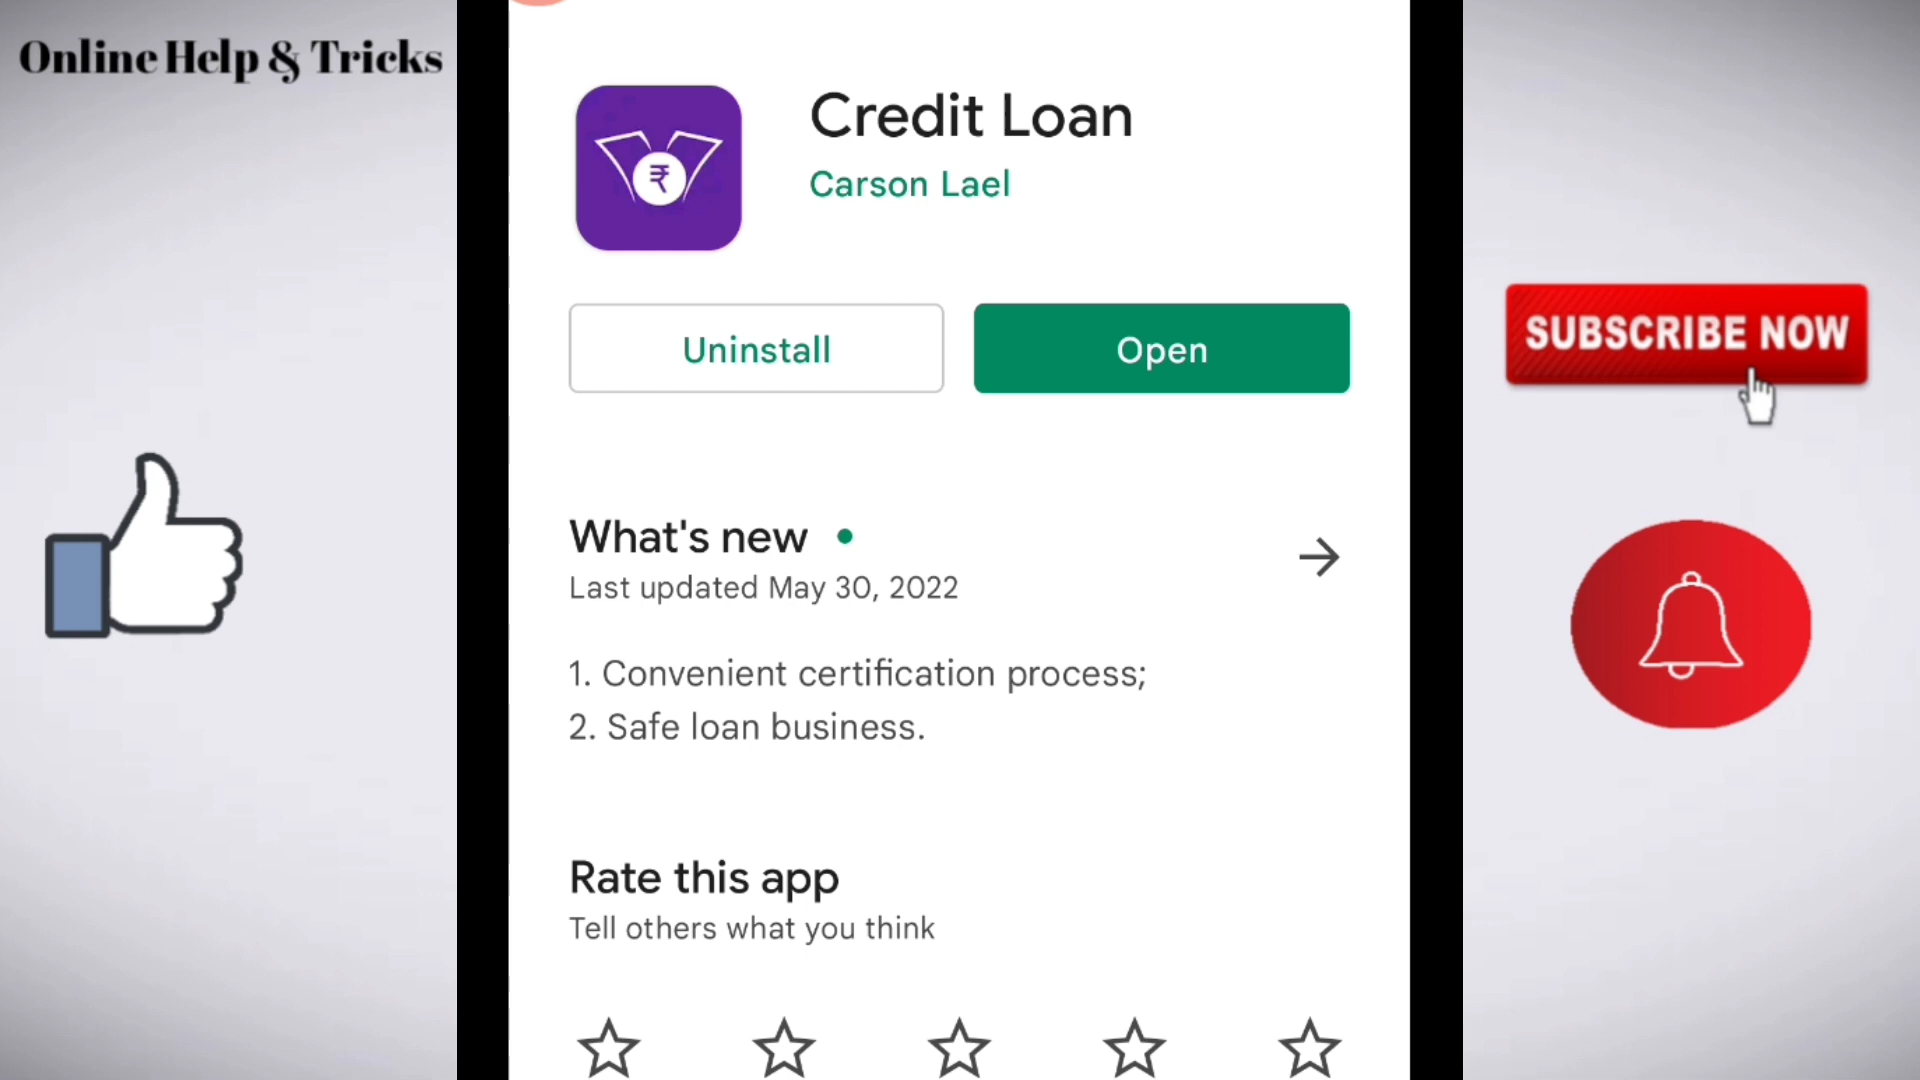 Online Help & Tricks
Credit Loan
Carson Lael
₹
Uninstall
Open
SUBSCRIBE NOW
What's new
Last updated May 30, 2022
1. Convenient certification process;
2. Safe loan business.
Rate this app
Tell others what you think